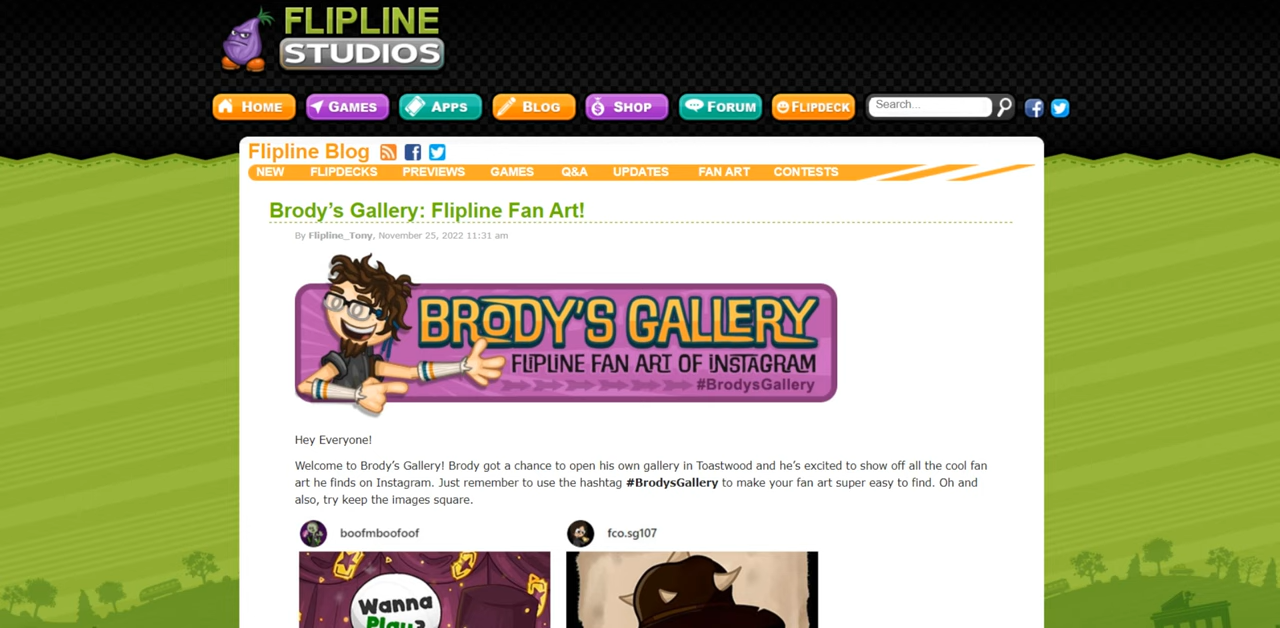 FLIPLINE
STUDIOS
HOME GAMES APPS BLOG SHOP FORUM FLIPDECK Search...
Flipline Blog
NEW FLIPDECKS PREVIEWS GAMES Q&A UPDATES FAN ART CONTESTS
Brody's Gallery: Flipline Fan Art!
By Flipline_Tony, November 25, 2022 11:31 am
BRODY'S GALLERY
FLIPLINE FAN ART OF INSTAGRAM
#BrodysGallery
Hey Everyone!
Welcome to Brody's Gallery! Brody got a chance to open his own gallery in Toastwood and he's excited to show off all the cool fan
art he finds on Instagram. Just remember to use the hashtag #BrodysGallery to make your fan art super easy to find. Oh and
also, try keep the images square.
boofmboofoof fco.sg107
Wanna
Play?